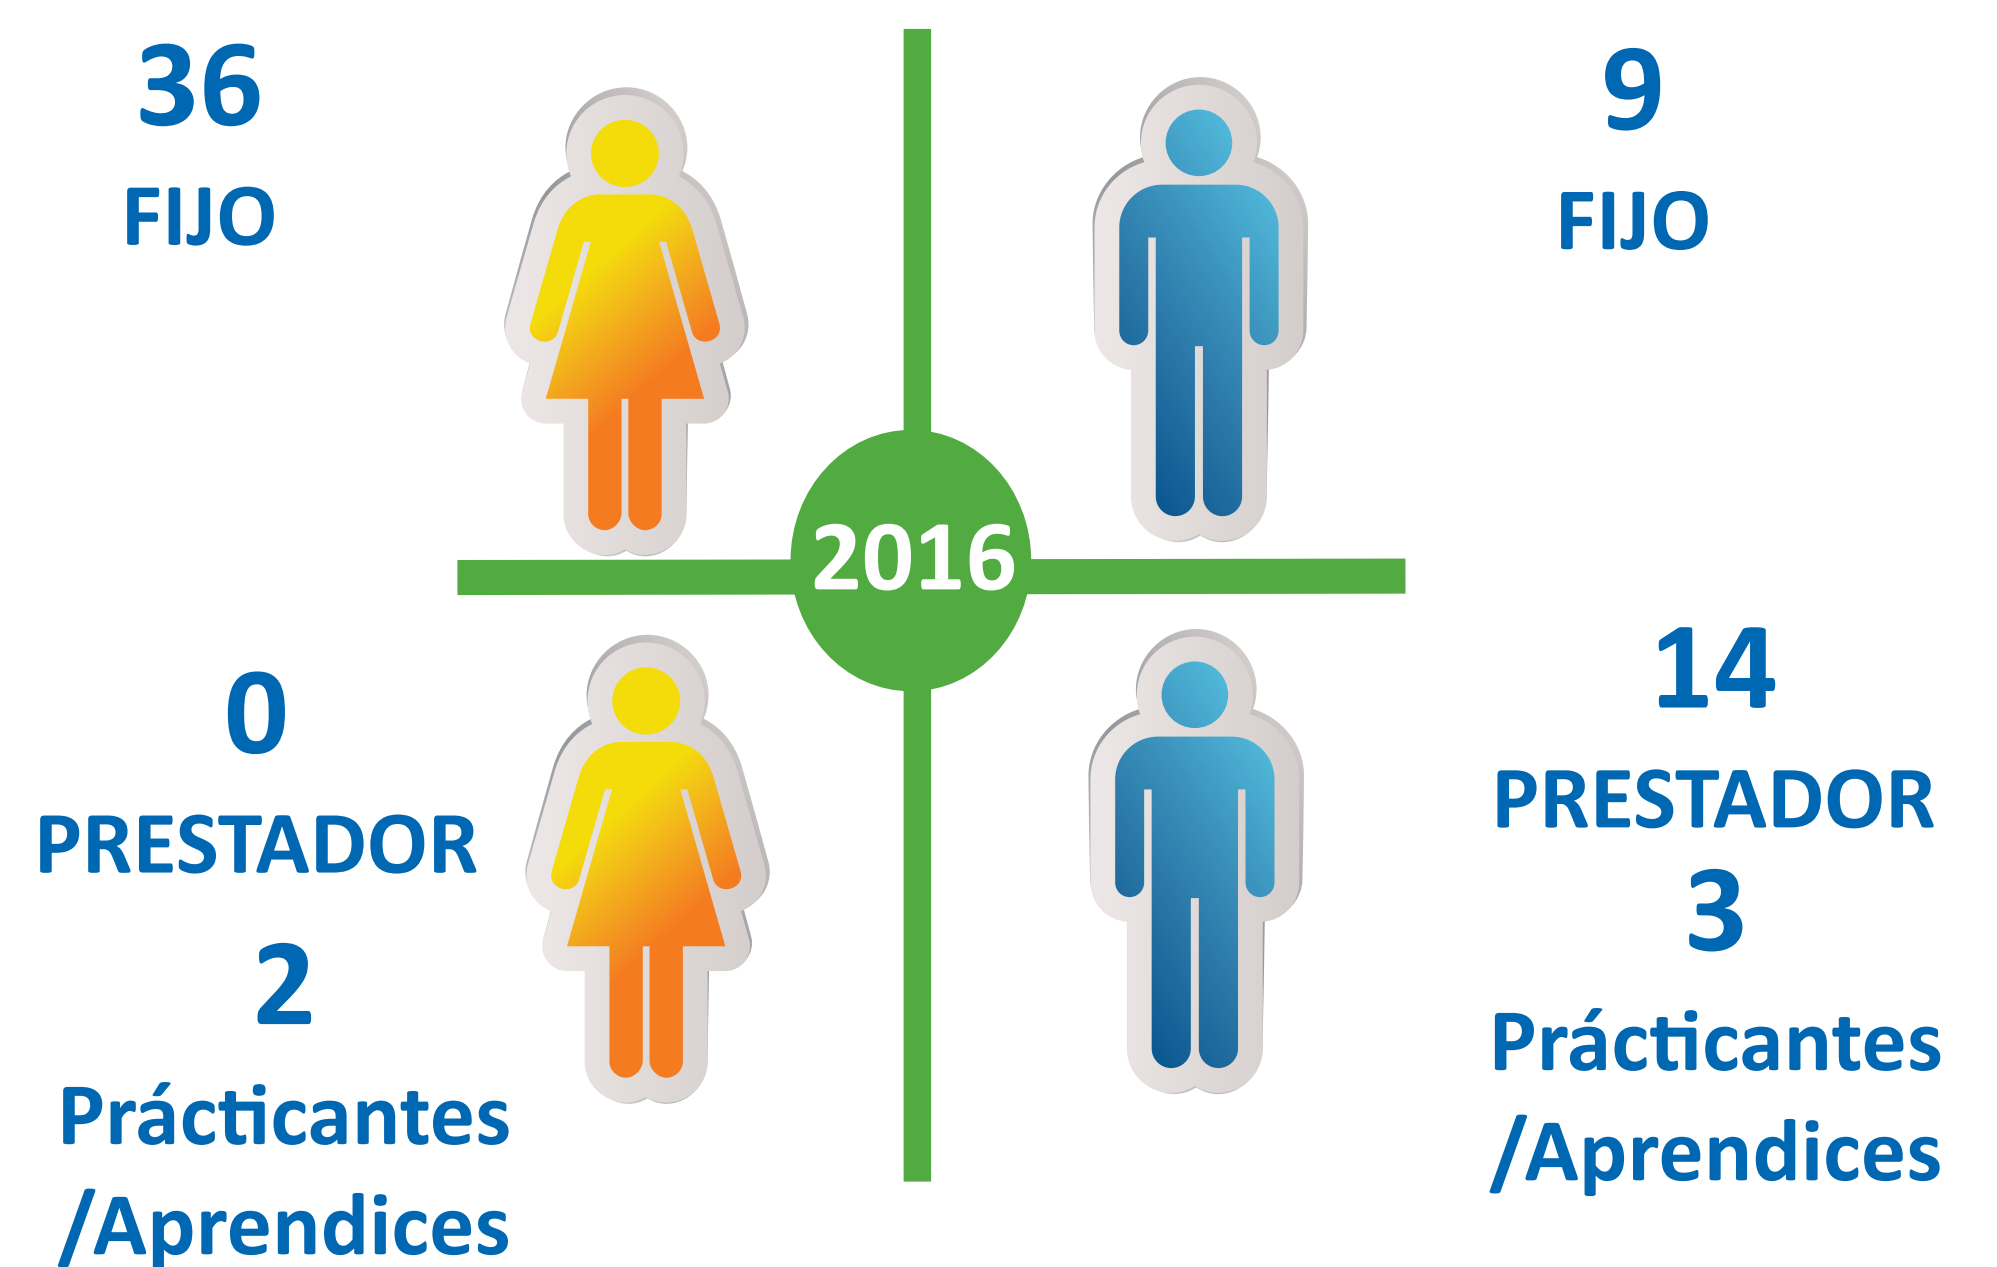 36
FIJO
9
FIJO
2016
0
PRESTADOR
2
Prácticantes
/Aprendices
14
PRESTADOR
3
Prácticantes
/Aprendices